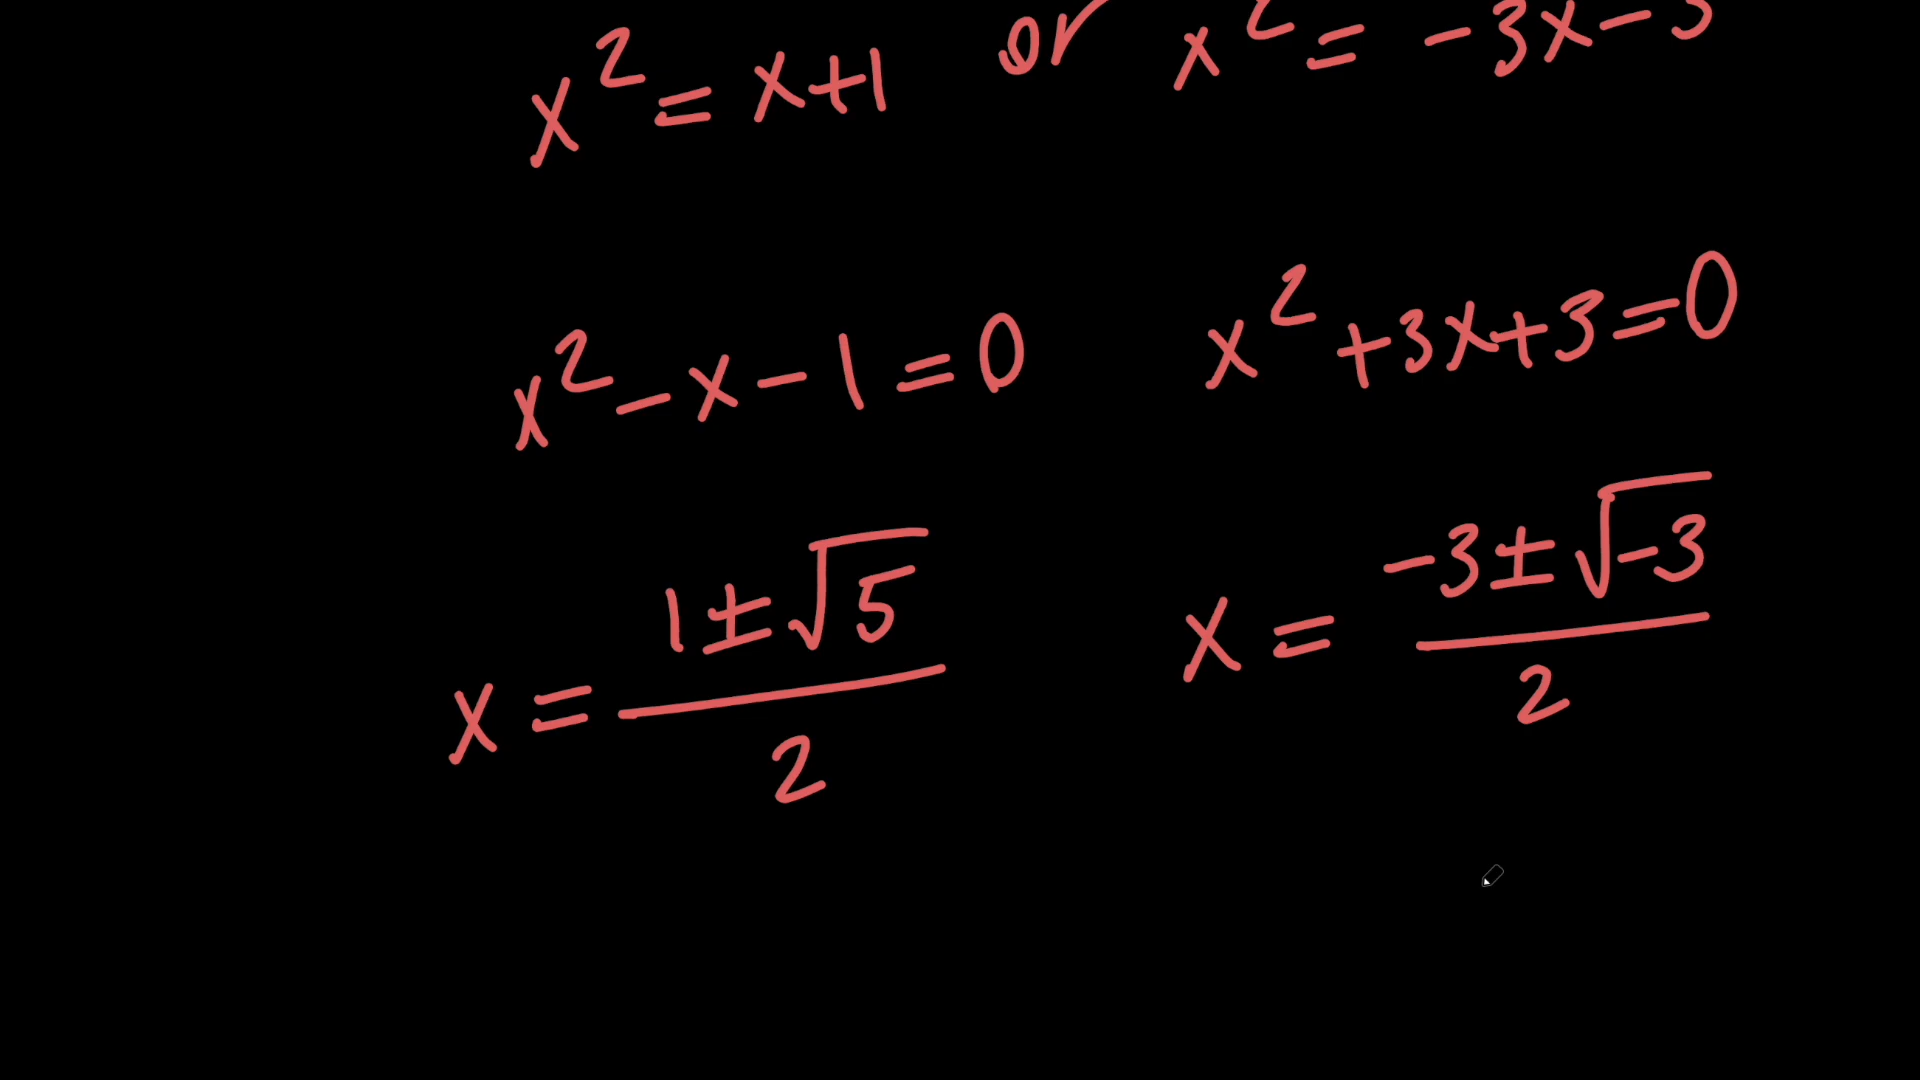 x² = x+1 or x² = -3x-3
x² - x - 1 = 0 x² + 3x + 3 = 0
x = (1 ± √5)/2 x = (-3 ± √-3)/2